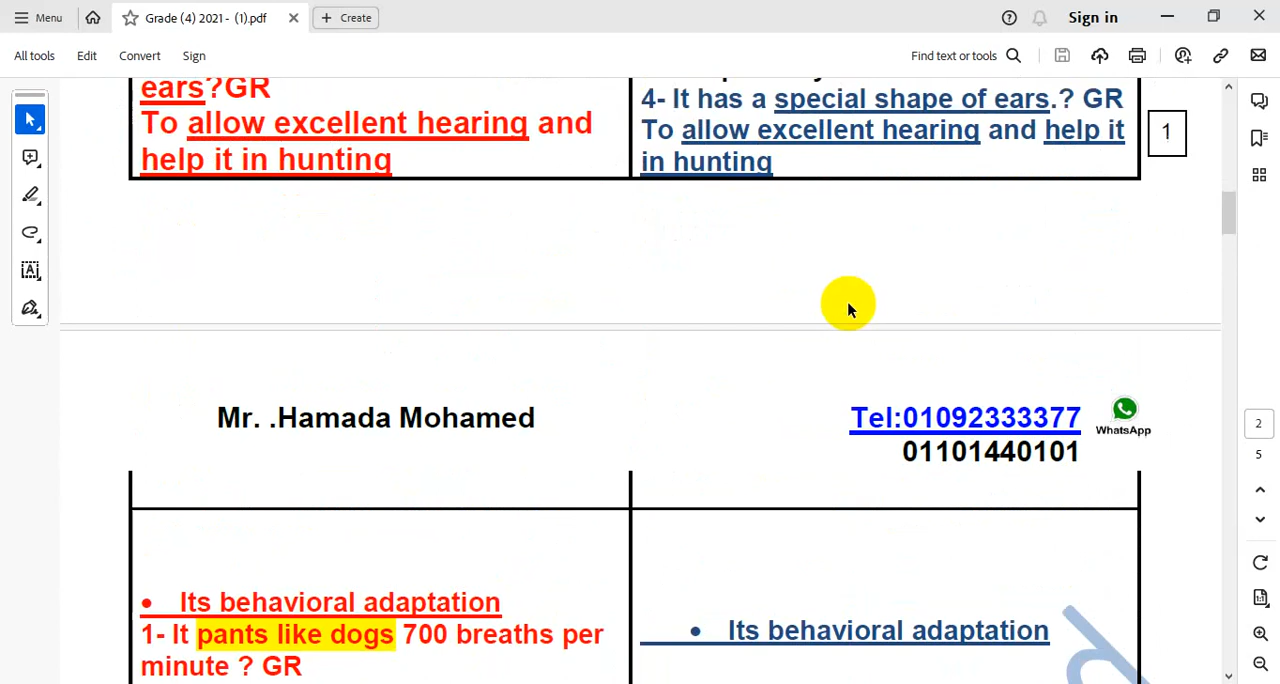 Menu
Grade (4) 2021 - (1).pdf
Create
Sign in
All tools
Edit
Convert
Sign
Find text or tools
ears?GR
To allow excellent hearing and
help it in hunting
4- It has a special shape of ears.? GR
To allow excellent hearing and help it
in hunting
1
Mr. .Hamada Mohamed
Tel:01092333377
WhatsApp
01101440101
• Its behavioral adaptation
1- It pants like dogs 700 breaths per
minute ? GR
• Its behavioral adaptation
d
2
5